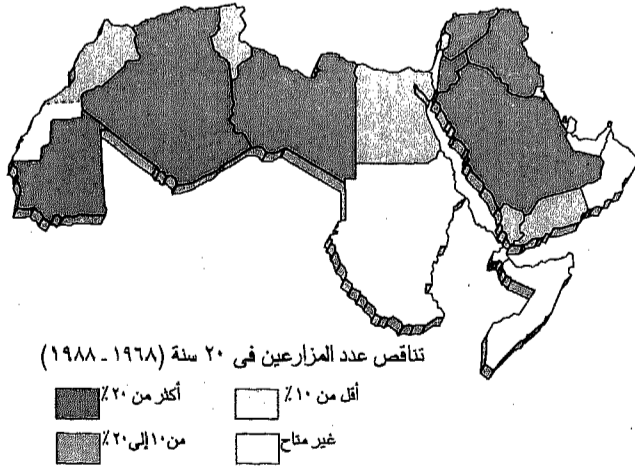 تناقص عدد المزارعين فى ٢٠ سنة (١٩٦٨ - ١٩٨٨)
أكثر من ٢٠٪
أقل من ١٠٪
من ١٠ إلى ٢٠٪
غير متاح